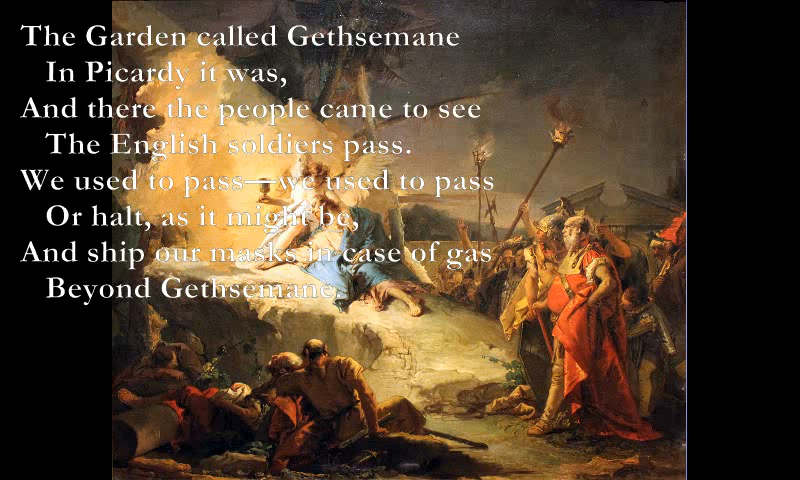 The Garden called Gethsemane
In Picardy it was,
And there the people came to see
The English soldiers pass.
We used to pass—we used to pass
Or halt, as it might be,
And ship our masks in case of gas
Beyond Gethsemane.